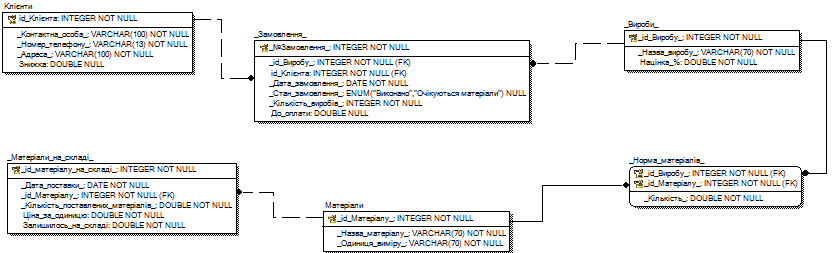 Клієнти
id_Клієнта: INTEGER NOT NULL
_Контактна_особа_: VARCHAR(100) NOT NULL
_Номер_телефону_: VARCHAR(13) NOT NULL
_Адреса_: VARCHAR(100) NOT NULL
Знижка: DOUBLE NULL
_Замовлення_
_№Замовлення_: INTEGER NOT NULL
_id_Виробу_: INTEGER NOT NULL (FK)
id_Клієнта: INTEGER NOT NULL (FK)
_Дата_замовлення_: DATE NOT NULL
_Стан_замовлення_: ENUM("Виконано","Очікуються матеріали") NULL
_Кількість_виробів_: INTEGER NOT NULL
До_оплати: DOUBLE NULL
_Вироби_
_id_Виробу_: INTEGER NOT NULL
_Назва_виробу_: VARCHAR(70) NOT NULL
Націнка_%: DOUBLE NOT NULL
_Матеріали_на_складі_
_id_матеріалу_на_складі_: INTEGER NOT NULL
_Дата_поставки_: DATE NOT NULL
_id_Матеріалу_: INTEGER NOT NULL (FK)
_Кількість_поставлених_матеріалів_: DOUBLE NOT NULL
Ціна_за_одиницю: DOUBLE NOT NULL
Залишилось_на_складі: DOUBLE NOT NULL
Матеріали
_id_Матеріалу_: INTEGER NOT NULL
_Назва_матеріалу_: VARCHAR(70) NOT NULL
_Одиниця_виміру_: VARCHAR(70) NOT NULL
_Норма_матеріалів_
_id_Виробу_: INTEGER NOT NULL (FK)
_id_Матеріалу_: INTEGER NOT NULL (FK)
_Кількість_: DOUBLE NOT NULL